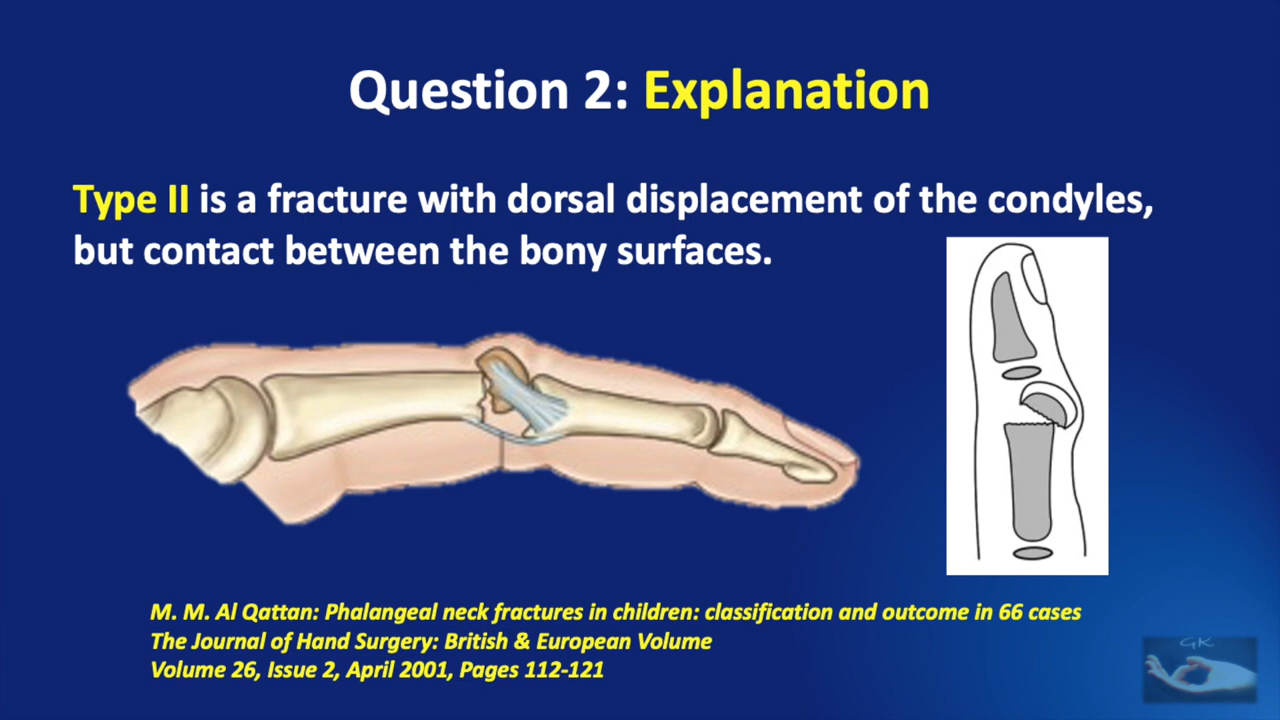 Question 2: Explanation
Type II is a fracture with dorsal displacement of the condyles,
but contact between the bony surfaces.
M. M. Al Qattan: Phalangeal neck fractures in children: classification and outcome in 66 cases
The Journal of Hand Surgery: British & European Volume
Volume 26, Issue 2, April 2001, Pages 112-121
GK